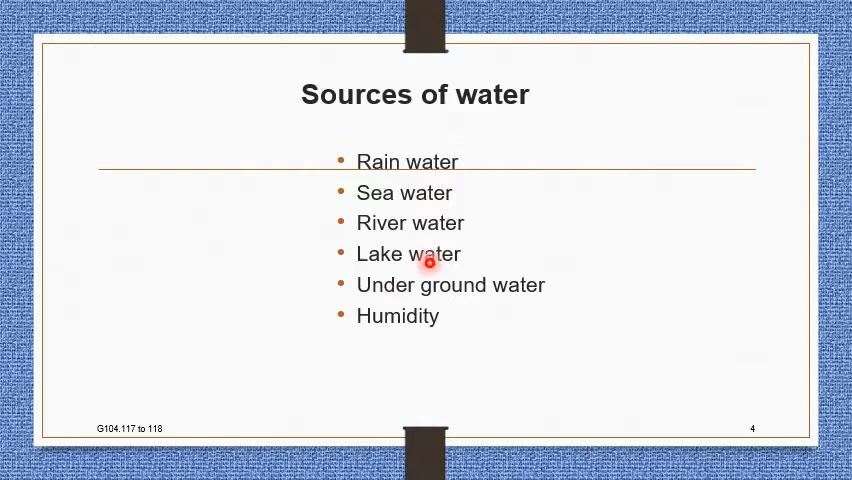 Sources of water
• Rain water
• Sea water
• River water
• Lake water
• Under ground water
• Humidity
G104.117 to 118
4